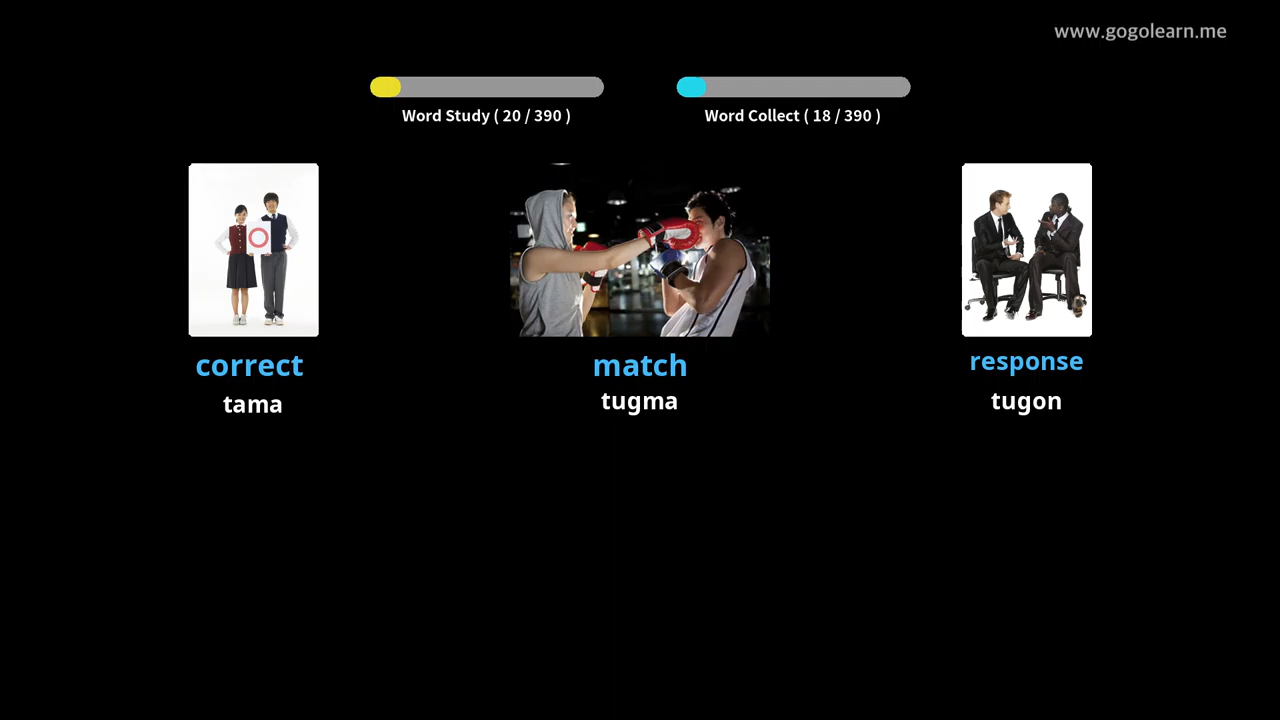 www.gogolearn.me
Word Study ( 20 / 390 )
Word Collect ( 18 / 390 )
correct
tama
match
tugma
response
tugon